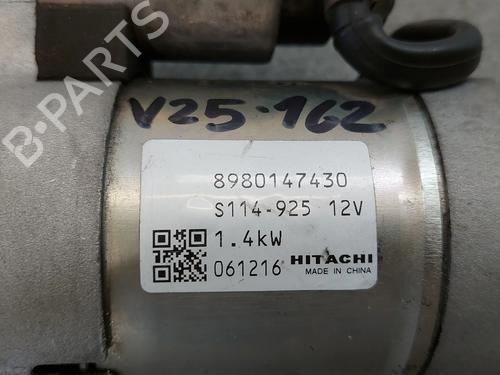 V25-162
B-PARTS
8980147430
S114-925 12V
1.4kW
061216 HITACHI
MADE IN CHINA